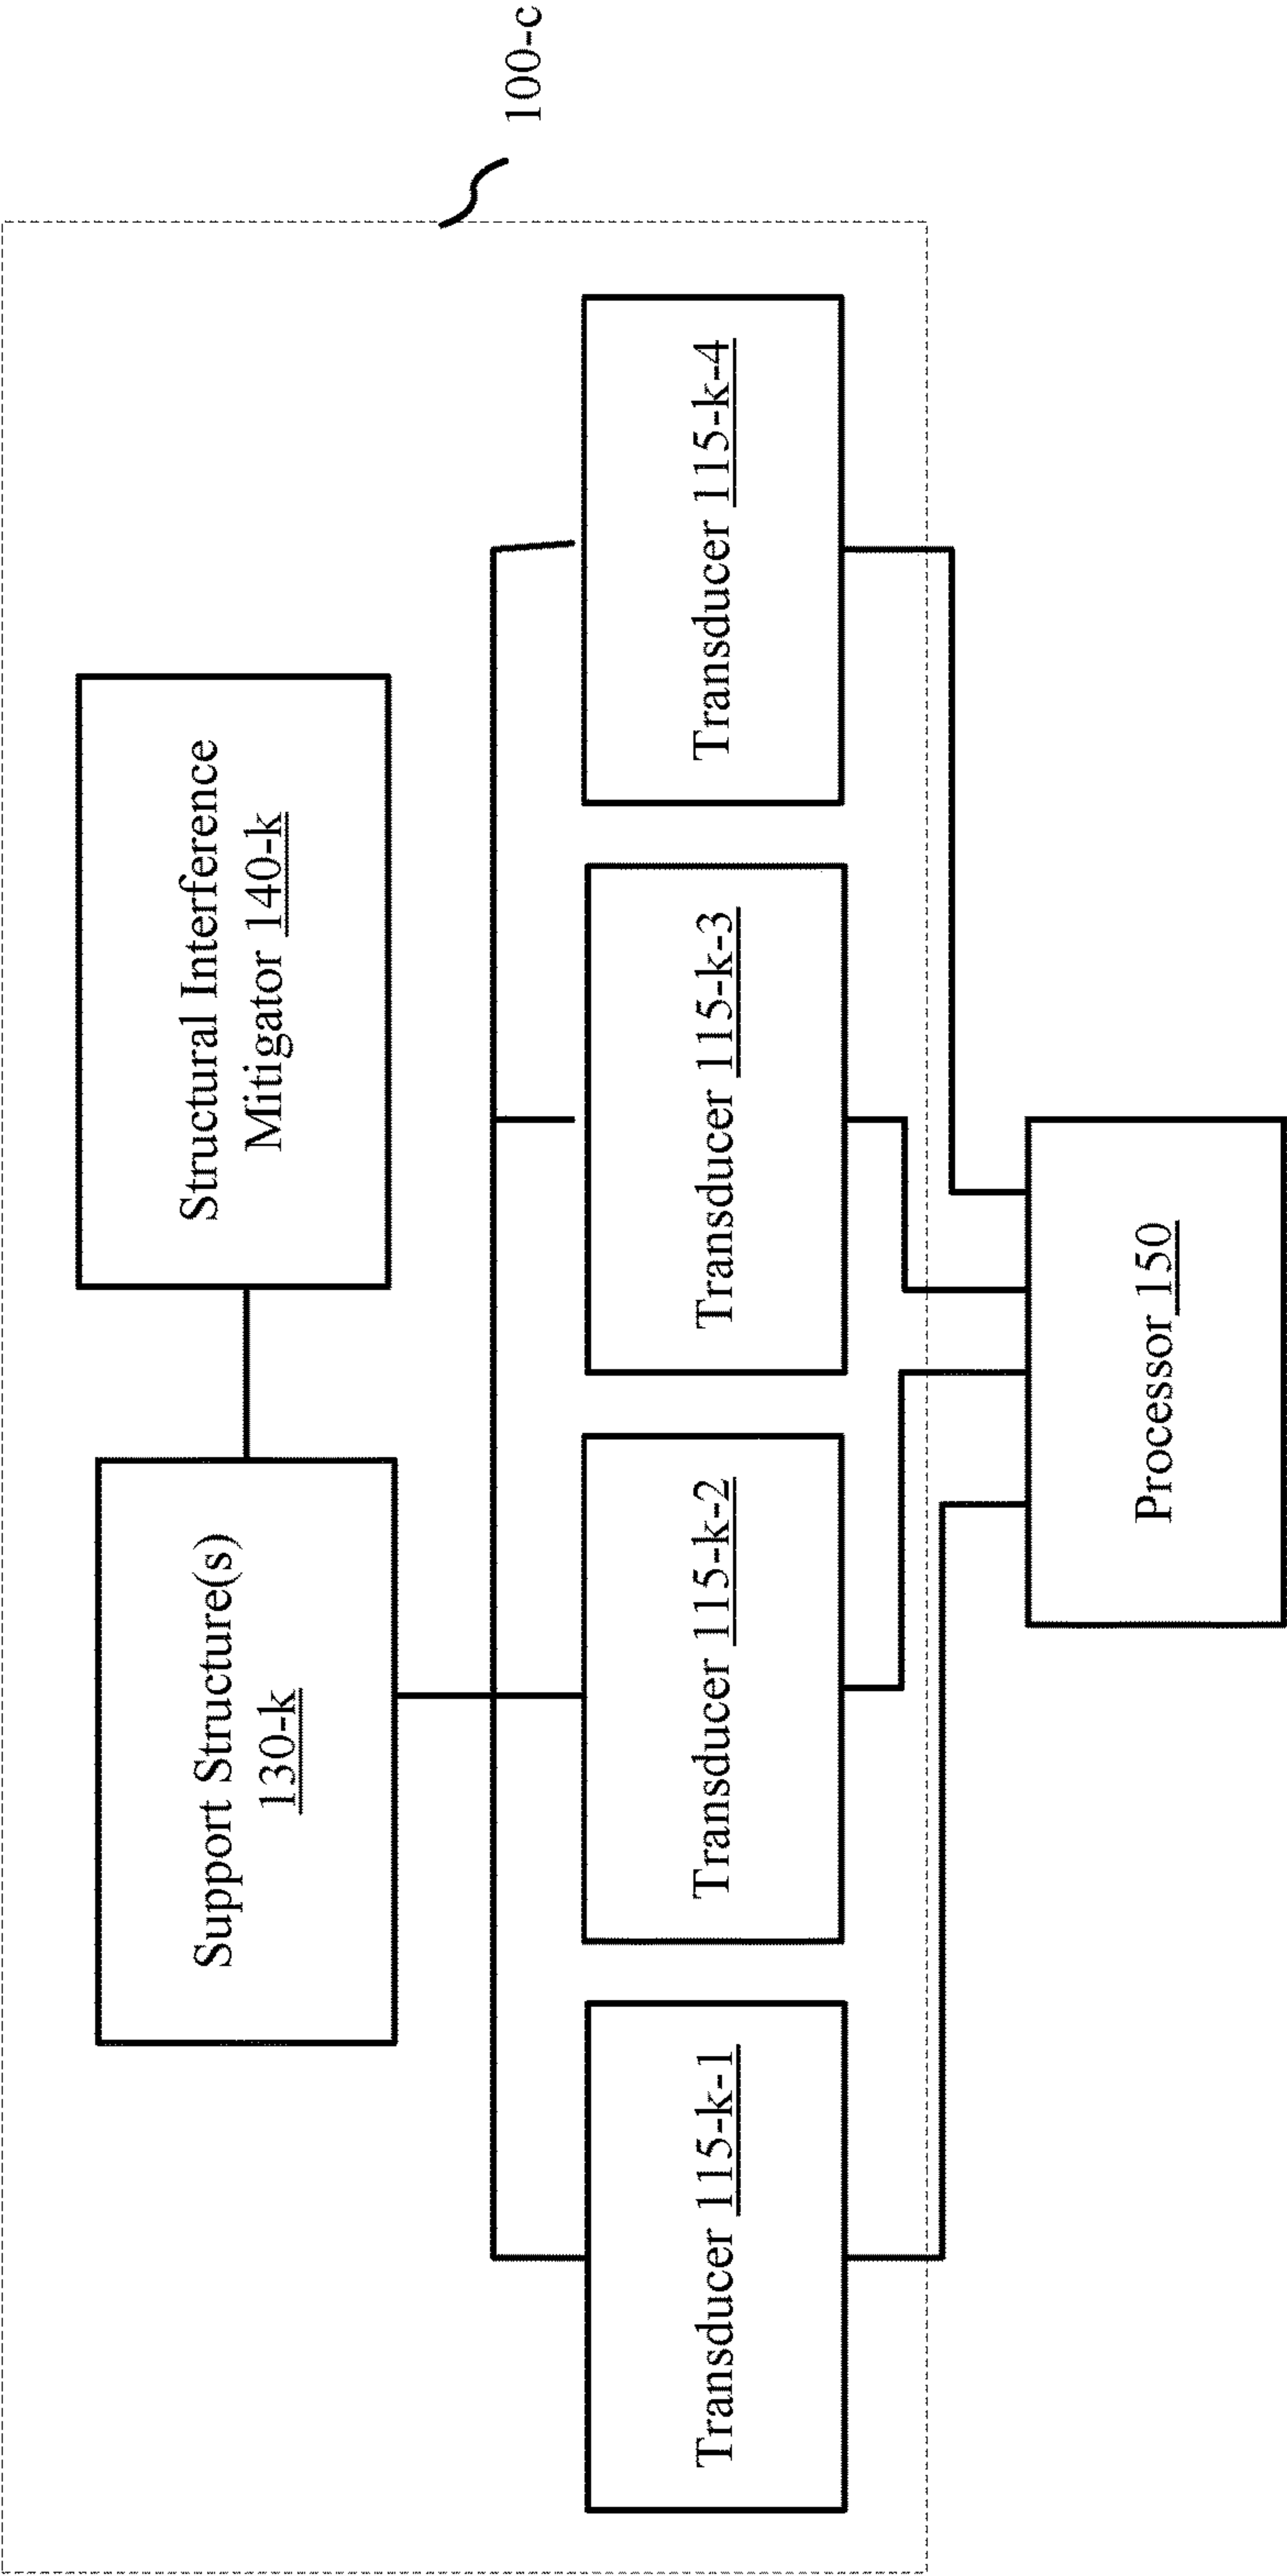 100-c
Support Structure(s)
130-k
Structural Interference
Mitigator 140-k
Transducer 115-k-1
Transducer 115-k-2
Transducer 115-k-3
Transducer 115-k-4
Processor 150